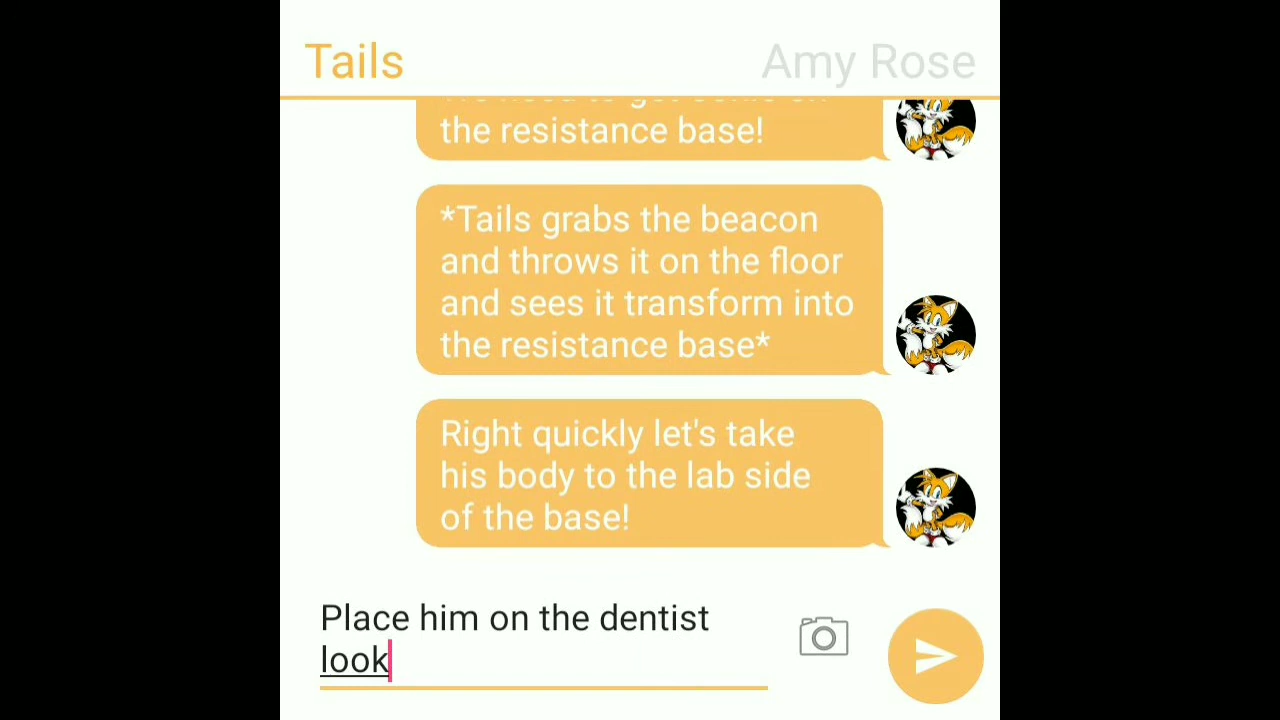 Tails
Amy Rose
the resistance base!
*Tails grabs the beacon
and throws it on the floor
and sees it transform into
the resistance base*
Right quickly let's take
his body to the lab side
of the base!
Place him on the dentist
look